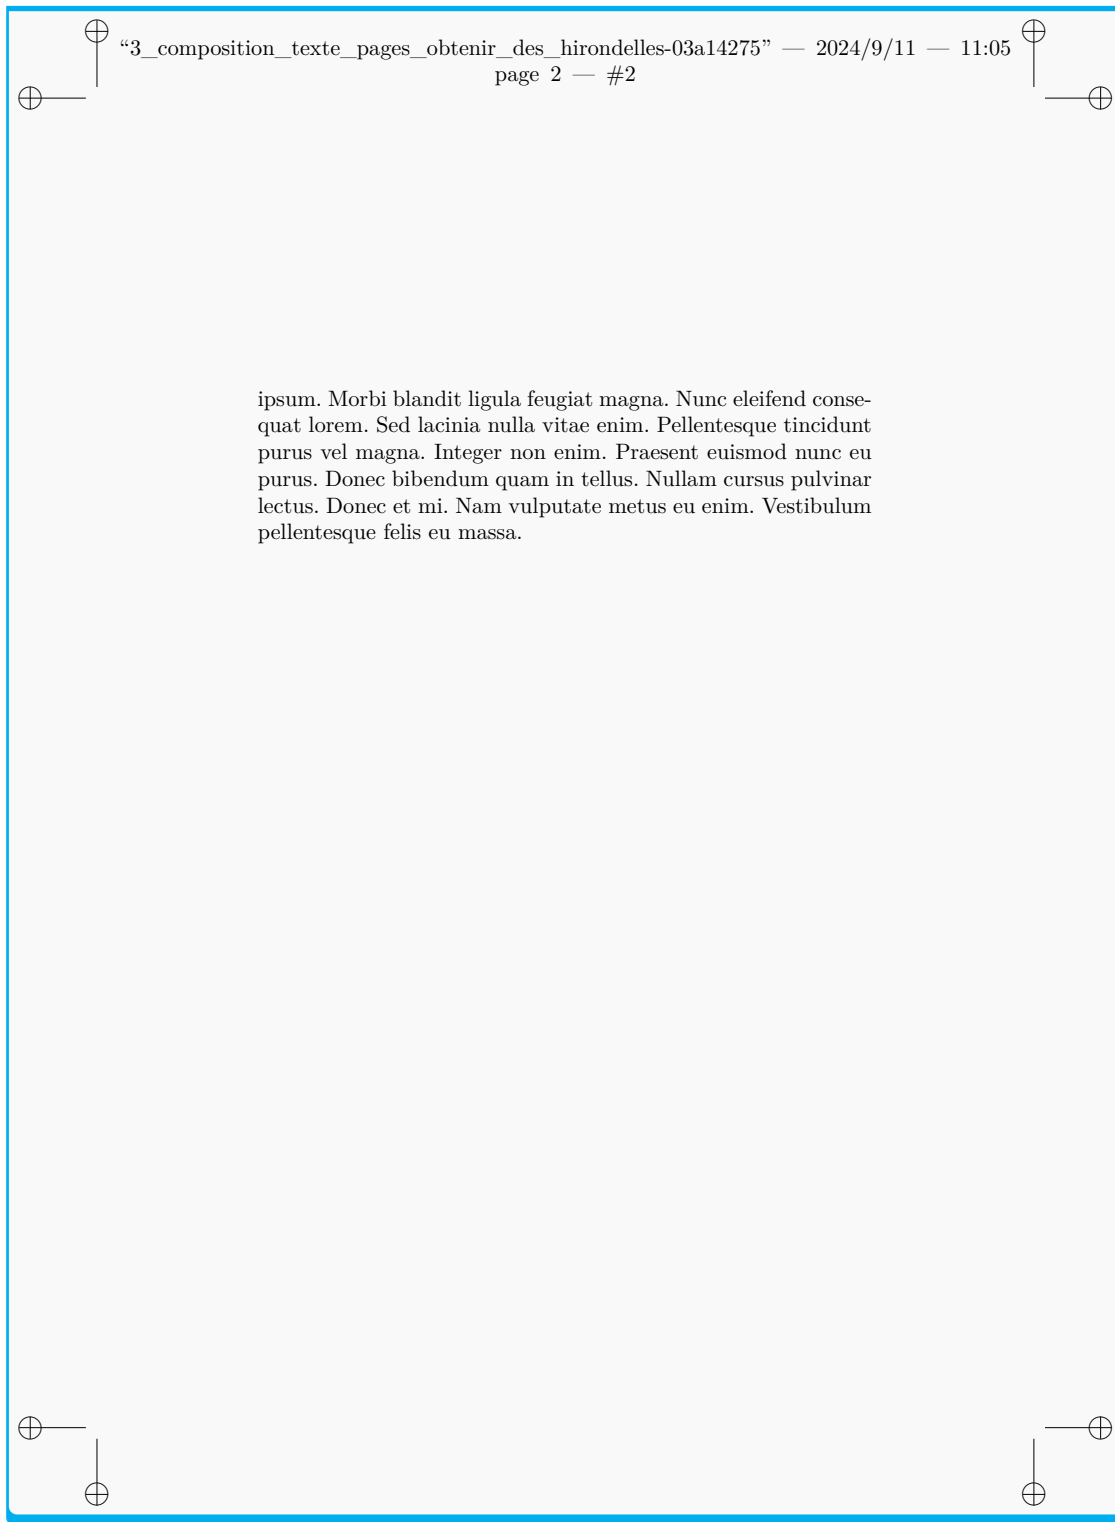 “3_composition_texte_pages_obtenir_des_hirondelles-03a14275” — 2024/9/11 — 11:05
page 2 — #2
ipsum. Morbi blandit ligula feugiat magna. Nunc eleifend conse-
quat lorem. Sed lacinia nulla vitae enim. Pellentesque tincidunt
purus vel magna. Integer non enim. Praesent euismod nunc eu
purus. Donec bibendum quam in tellus. Nullam cursus pulvinar
lectus. Donec et mi. Nam vulputate metus eu enim. Vestibulum
pellentesque felis eu massa.